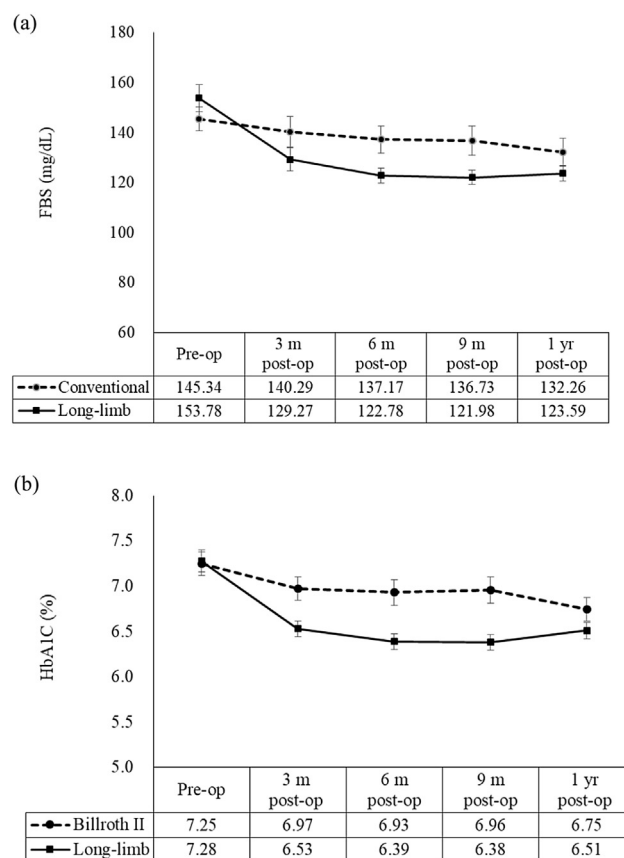 (a)
FBS (mg/dL)
180
160
140
120
100
80
60
Pre-op 3 m post-op 6 m post-op 9 m post-op 1 yr post-op
Conventional 145.34 140.29 137.17 136.73 132.26
Long-limb 153.78 129.27 122.78 121.98 123.59
(b)
HbA1C (%)
8.0
7.5
7.0
6.5
6.0
5.5
5.0
Pre-op 3 m post-op 6 m post-op 9 m post-op 1 yr post-op
Billroth II 7.25 6.97 6.93 6.96 6.75
Long-limb 7.28 6.53 6.39 6.38 6.51